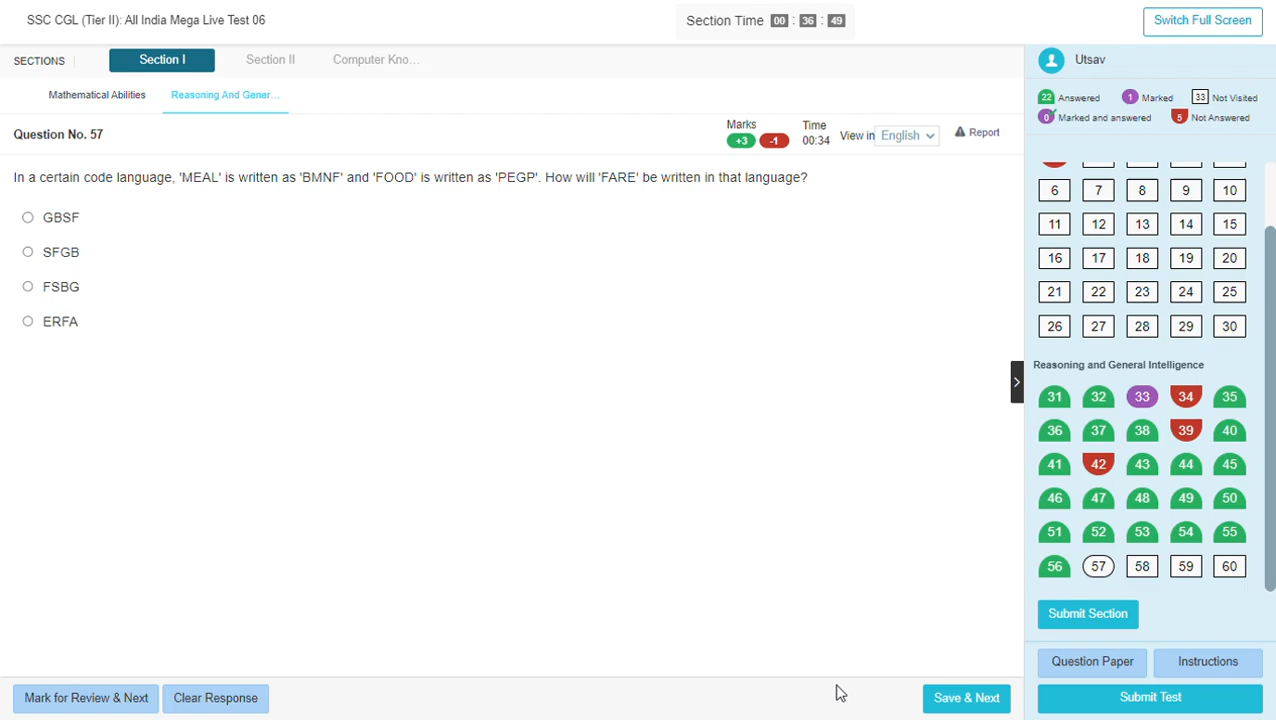 SSC CGL (Tier II): All India Mega Live Test 06
Section Time 00 : 36 : 49
Switch Full Screen
SECTIONS
Section I
Section II
Computer Kno...
Utsav
Mathematical Abilities
Reasoning And Gener...
22 Answered
1 Marked
33 Not Visited
0 Marked and answered
5 Not Answered
Question No. 57
Marks
+3 -1
Time
00:34
View in English
Report
In a certain code language, 'MEAL' is written as 'BMNF' and 'FOOD' is written as 'PEGP'. How will 'FARE' be written in that language?
GBSF
SFGB
FSBG
ERFA
6 7 8 9 10
11 12 13 14 15
16 17 18 19 20
21 22 23 24 25
26 27 28 29 30
Reasoning and General Intelligence
31 32 33 34 35
36 37 38 39 40
41 42 43 44 45
46 47 48 49 50
51 52 53 54 55
56 57 58 59 60
Submit Section
Question Paper
Instructions
Mark for Review & Next
Clear Response
Save & Next
Submit Test